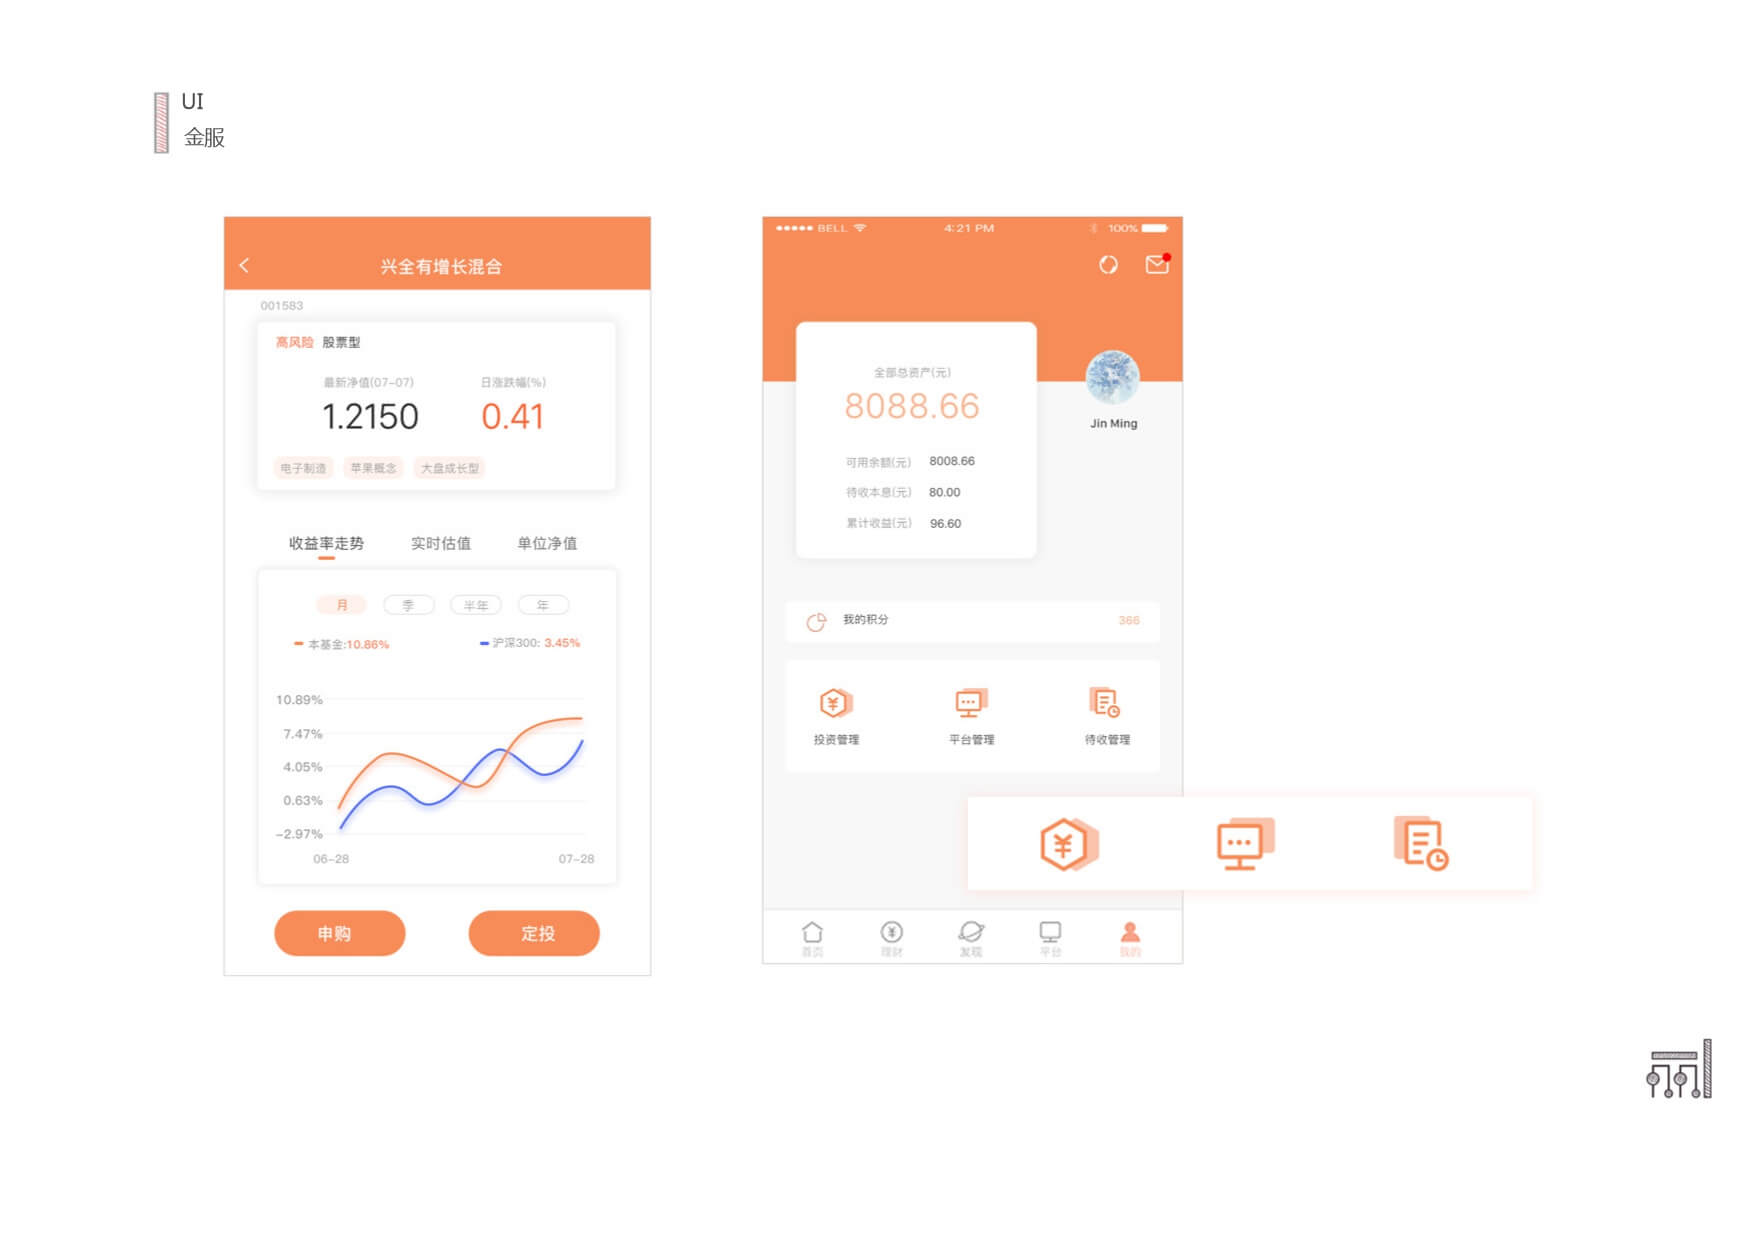 UI
金服
兴全有增长混合
001583
高风险 股票型
最新净值(07-07) 日涨跌幅(%)
1.2150 0.41
电子制造 苹果概念 大盘成长型
收益率走势 实时估值 单位净值
月 季 半年 年
本基金:10.86% 沪深300: 3.45%
10.89%
7.47%
4.05%
0.63%
-2.97%
06-28 07-28
申购 定投
BELL 4:21 PM 100%
全部总资产(元)
8088.66
Jin Ming
可用余额(元) 8008.66
待收本息(元) 80.00
累计收益(元) 96.60
我的积分 366
投资管理 平台管理 待收管理
首页 理财 发现 平台 我的